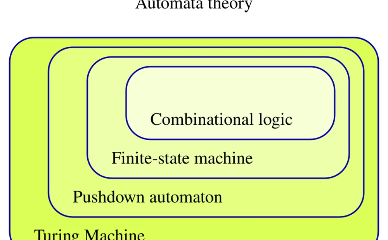 Automata theory
Combinational logic
Finite-state machine
Pushdown automaton
Turing Machine